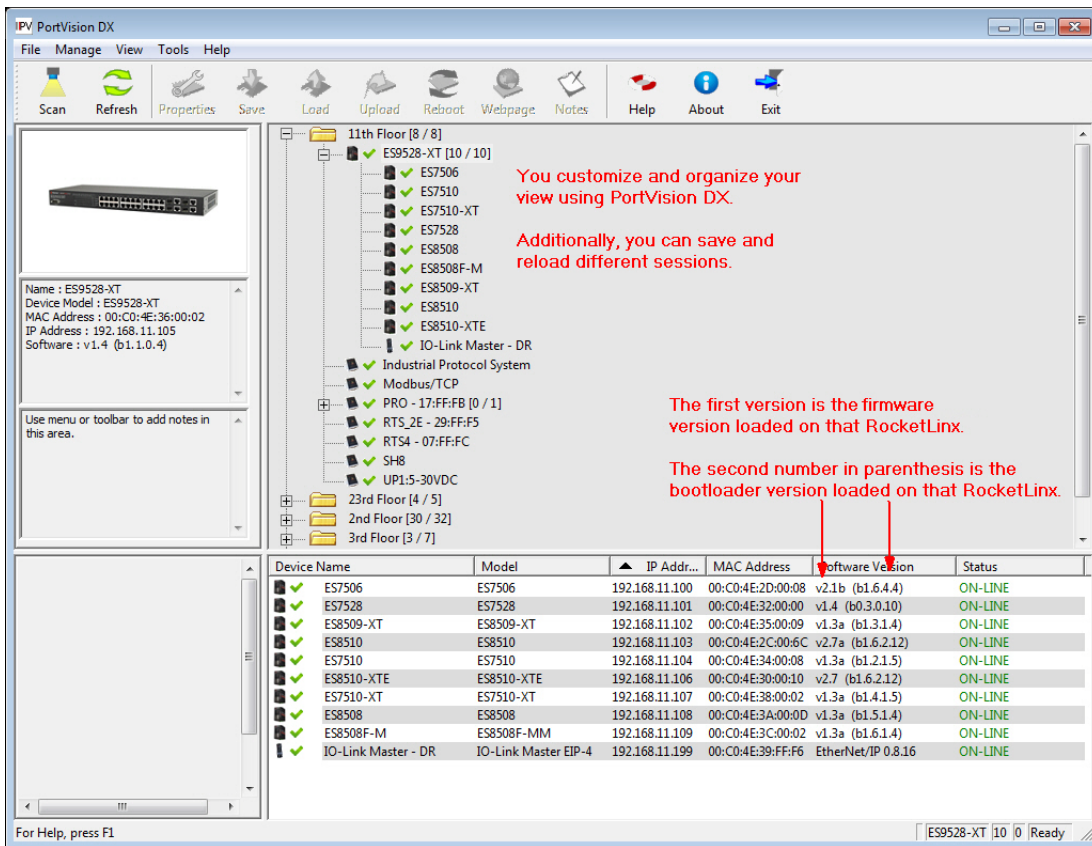 IPV PortVision DX
File Manage View Tools Help
Scan Refresh Properties Save Load Upload Reboot Webpage Notes Help About Exit
11th Floor [8 / 8]
ES9528-XT [10 / 10]
ES7506
ES7510
ES7510-XT
ES7528
ES8508
ES8508F-M
ES8509-XT
ES8510
ES8510-XTE
IO-Link Master - DR
Industrial Protocol System
Modbus/TCP
PRO - 17:FF:FB [0 / 1]
RTS_2E - 29:FF:F5
RTS4 - 07:FF:FC
SH8
UP1:5-30VDC
23rd Floor [4 / 5]
2nd Floor [30 / 32]
3rd Floor [3 / 7]
You customize and organize your
view using PortVision DX.
Additionally, you can save and
reload different sessions.
The first version is the firmware
version loaded on that RocketLinx.
The second number in parenthesis is the
bootloader version loaded on that RocketLinx.
Name : ES9528-XT
Device Model : ES9528-XT
MAC Address : 00:C0:4E:36:00:02
IP Address : 192.168.11.105
Software : v1.4 (b1.1.0.4)
Use menu or toolbar to add notes in
this area.
Device Name Model IP Addr... MAC Address Software Version Status
ES7506 ES7506 192.168.11.100 00:C0:4E:2D:00:08 v2.1b (b1.6.4.4) ON-LINE
ES7528 ES7528 192.168.11.101 00:C0:4E:32:00:00 v1.4 (b0.3.0.10) ON-LINE
ES8509-XT ES8509-XT 192.168.11.102 00:C0:4E:35:00:09 v1.3a (b1.3.1.4) ON-LINE
ES8510 ES8510 192.168.11.103 00:C0:4E:2C:00:6C v2.7a (b1.6.2.12) ON-LINE
ES7510 ES7510 192.168.11.104 00:C0:4E:34:00:08 v1.3a (b1.2.1.5) ON-LINE
ES8510-XTE ES8510-XTE 192.168.11.106 00:C0:4E:30:00:10 v2.7 (b1.6.2.12) ON-LINE
ES7510-XT ES7510-XT 192.168.11.107 00:C0:4E:38:00:02 v1.3a (b1.4.1.5) ON-LINE
ES8508 ES8508 192.168.11.108 00:C0:4E:3A:00:0D v1.3a (b1.5.1.4) ON-LINE
ES8508F-M ES8508F-MM 192.168.11.109 00:C0:4E:3C:00:02 v1.3a (b1.6.1.4) ON-LINE
IO-Link Master - DR IO-Link Master EIP-4 192.168.11.199 00:C0:4E:39:FF:F6 EtherNet/IP 0.8.16 ON-LINE
For Help, press F1 ES9528-XT 10 0 Ready